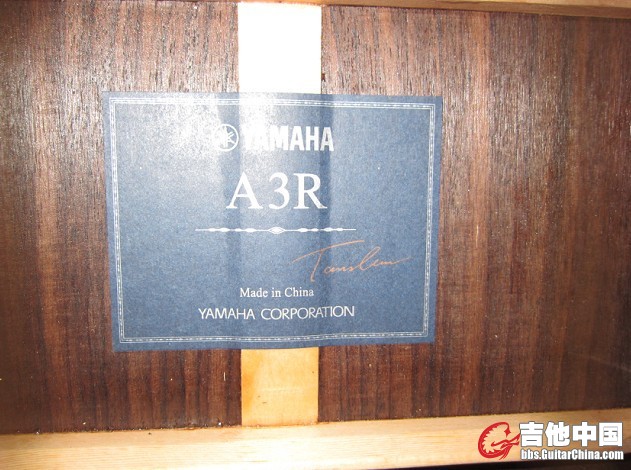 YAMAHA
A3R
Made in China
YAMAHA CORPORATION
吉他中国
bbs.GuitarChina.com